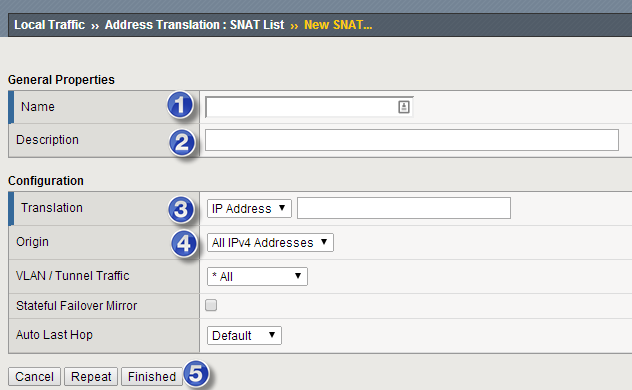 Local Traffic ›› Address Translation : SNAT List ›› New SNAT...
General Properties
Name 1
Description 2
Configuration
Translation 3 IP Address
Origin 4 All IPv4 Addresses
VLAN / Tunnel Traffic * All
Stateful Failover Mirror
Auto Last Hop Default
Cancel Repeat Finished 5